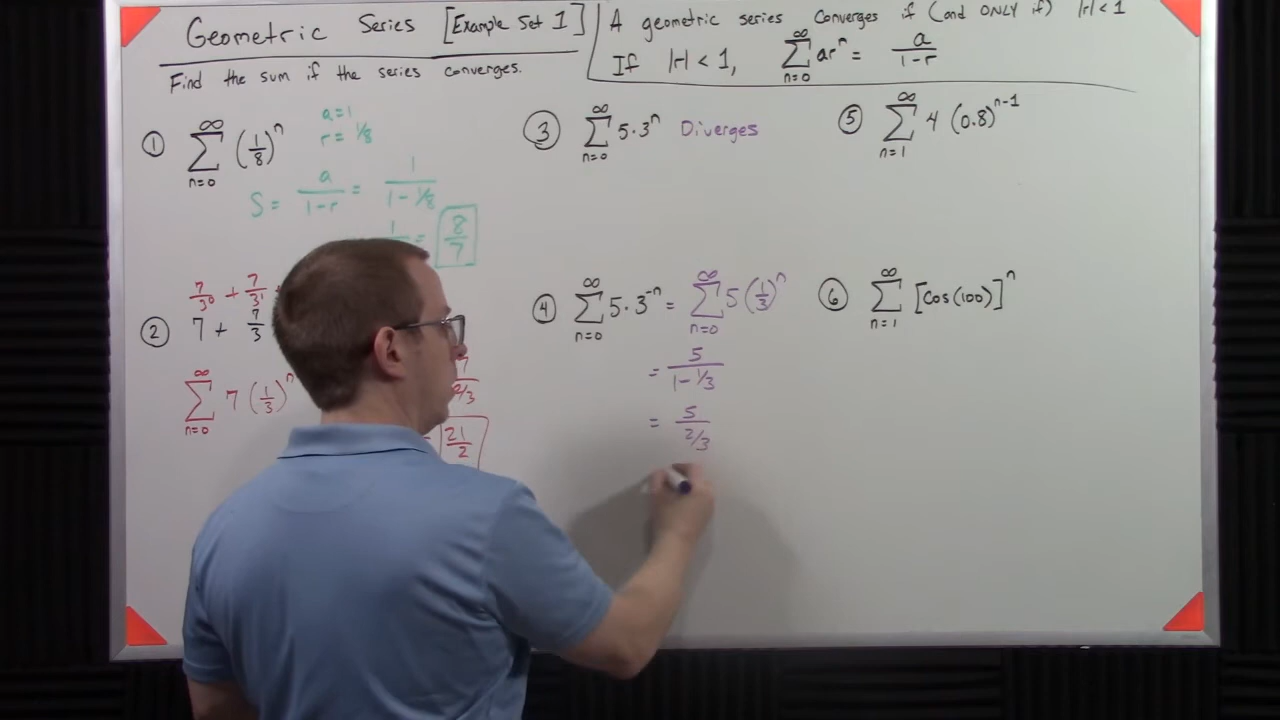 Geometric Series [Example Set 1]
Find the sum if the series converges.
A geometric series converges if (and ONLY if) |r| < 1
If |r| < 1, ∑_{n=0}^{∞} ar^n = a/(1-r)
① ∑_{n=0}^{∞} (1/8)^n
a = 1
r = 1/8
S = a/(1-r) = 1/(1-1/8)
= 8/7
7/3^0 + 7/3^1
② 7 + 7/3
∑_{n=0}^{∞} 7(1/3)^n
7/(2/3)
= 21/2
③ ∑_{n=0}^{∞} 5·3^n Diverges
④ ∑_{n=0}^{∞} 5·3^{-n} = ∑_{n=0}^{∞} 5(1/3)^n
= 5/(1-1/3)
= 5/(2/3)
⑤ ∑_{n=1}^{∞} 4(0.8)^{n-1}
⑥ ∑_{n=1}^{∞} [cos(100)]^n